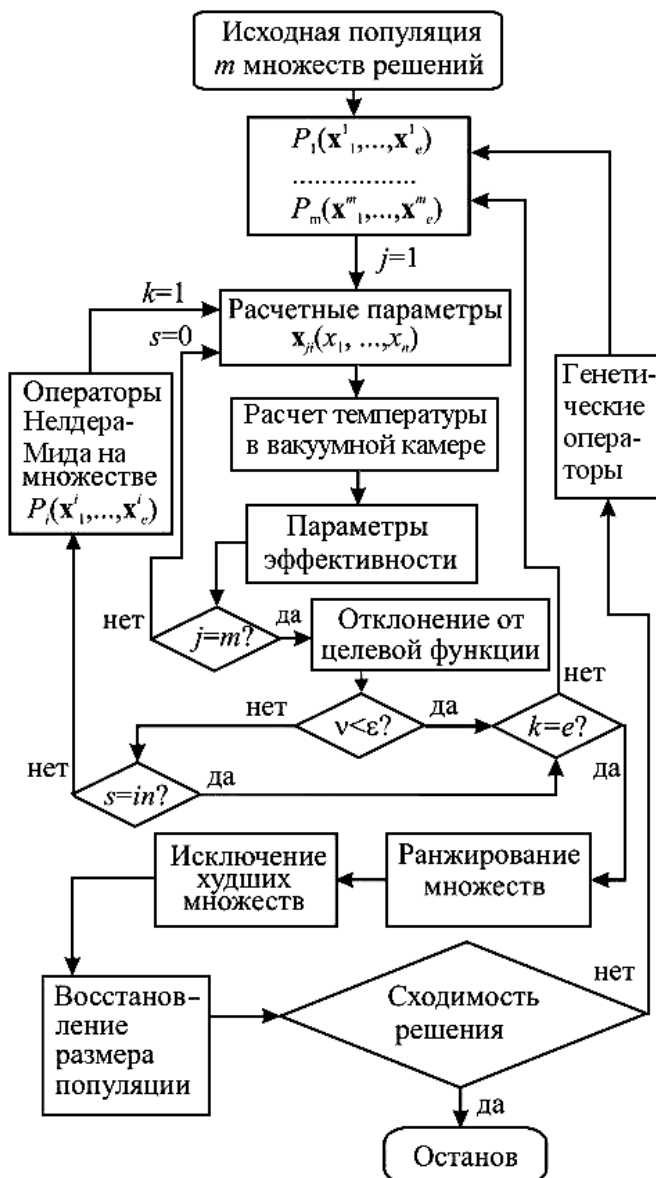 Исходная популяция
m множеств решений
P₁(x¹₁,...,x¹ₑ)
.................
Pₘ(xᵐ₁,...,xᵐₑ)
j=1
k=1
s=0
Расчетные параметры
xⱼᵢ(x₁, ...,xₙ)
Операторы
Нелдера-
Мида на
множестве
Pᵢ(xⁱ₁,...,xⁱₑ)
Генети-
ческие
опера-
торы
Расчет температуры
в вакуумной камере
Параметры
эффективности
нет
j=m?
да
Отклонение от
целевой функции
нет
ν<ε?
да
k=e?
нет
да
нет
s=in?
да
Ранжирование
множеств
Исключение
худших
множеств
Восстанов-
ление
размера
популяции
Сходимость
решения
нет
да
Останов